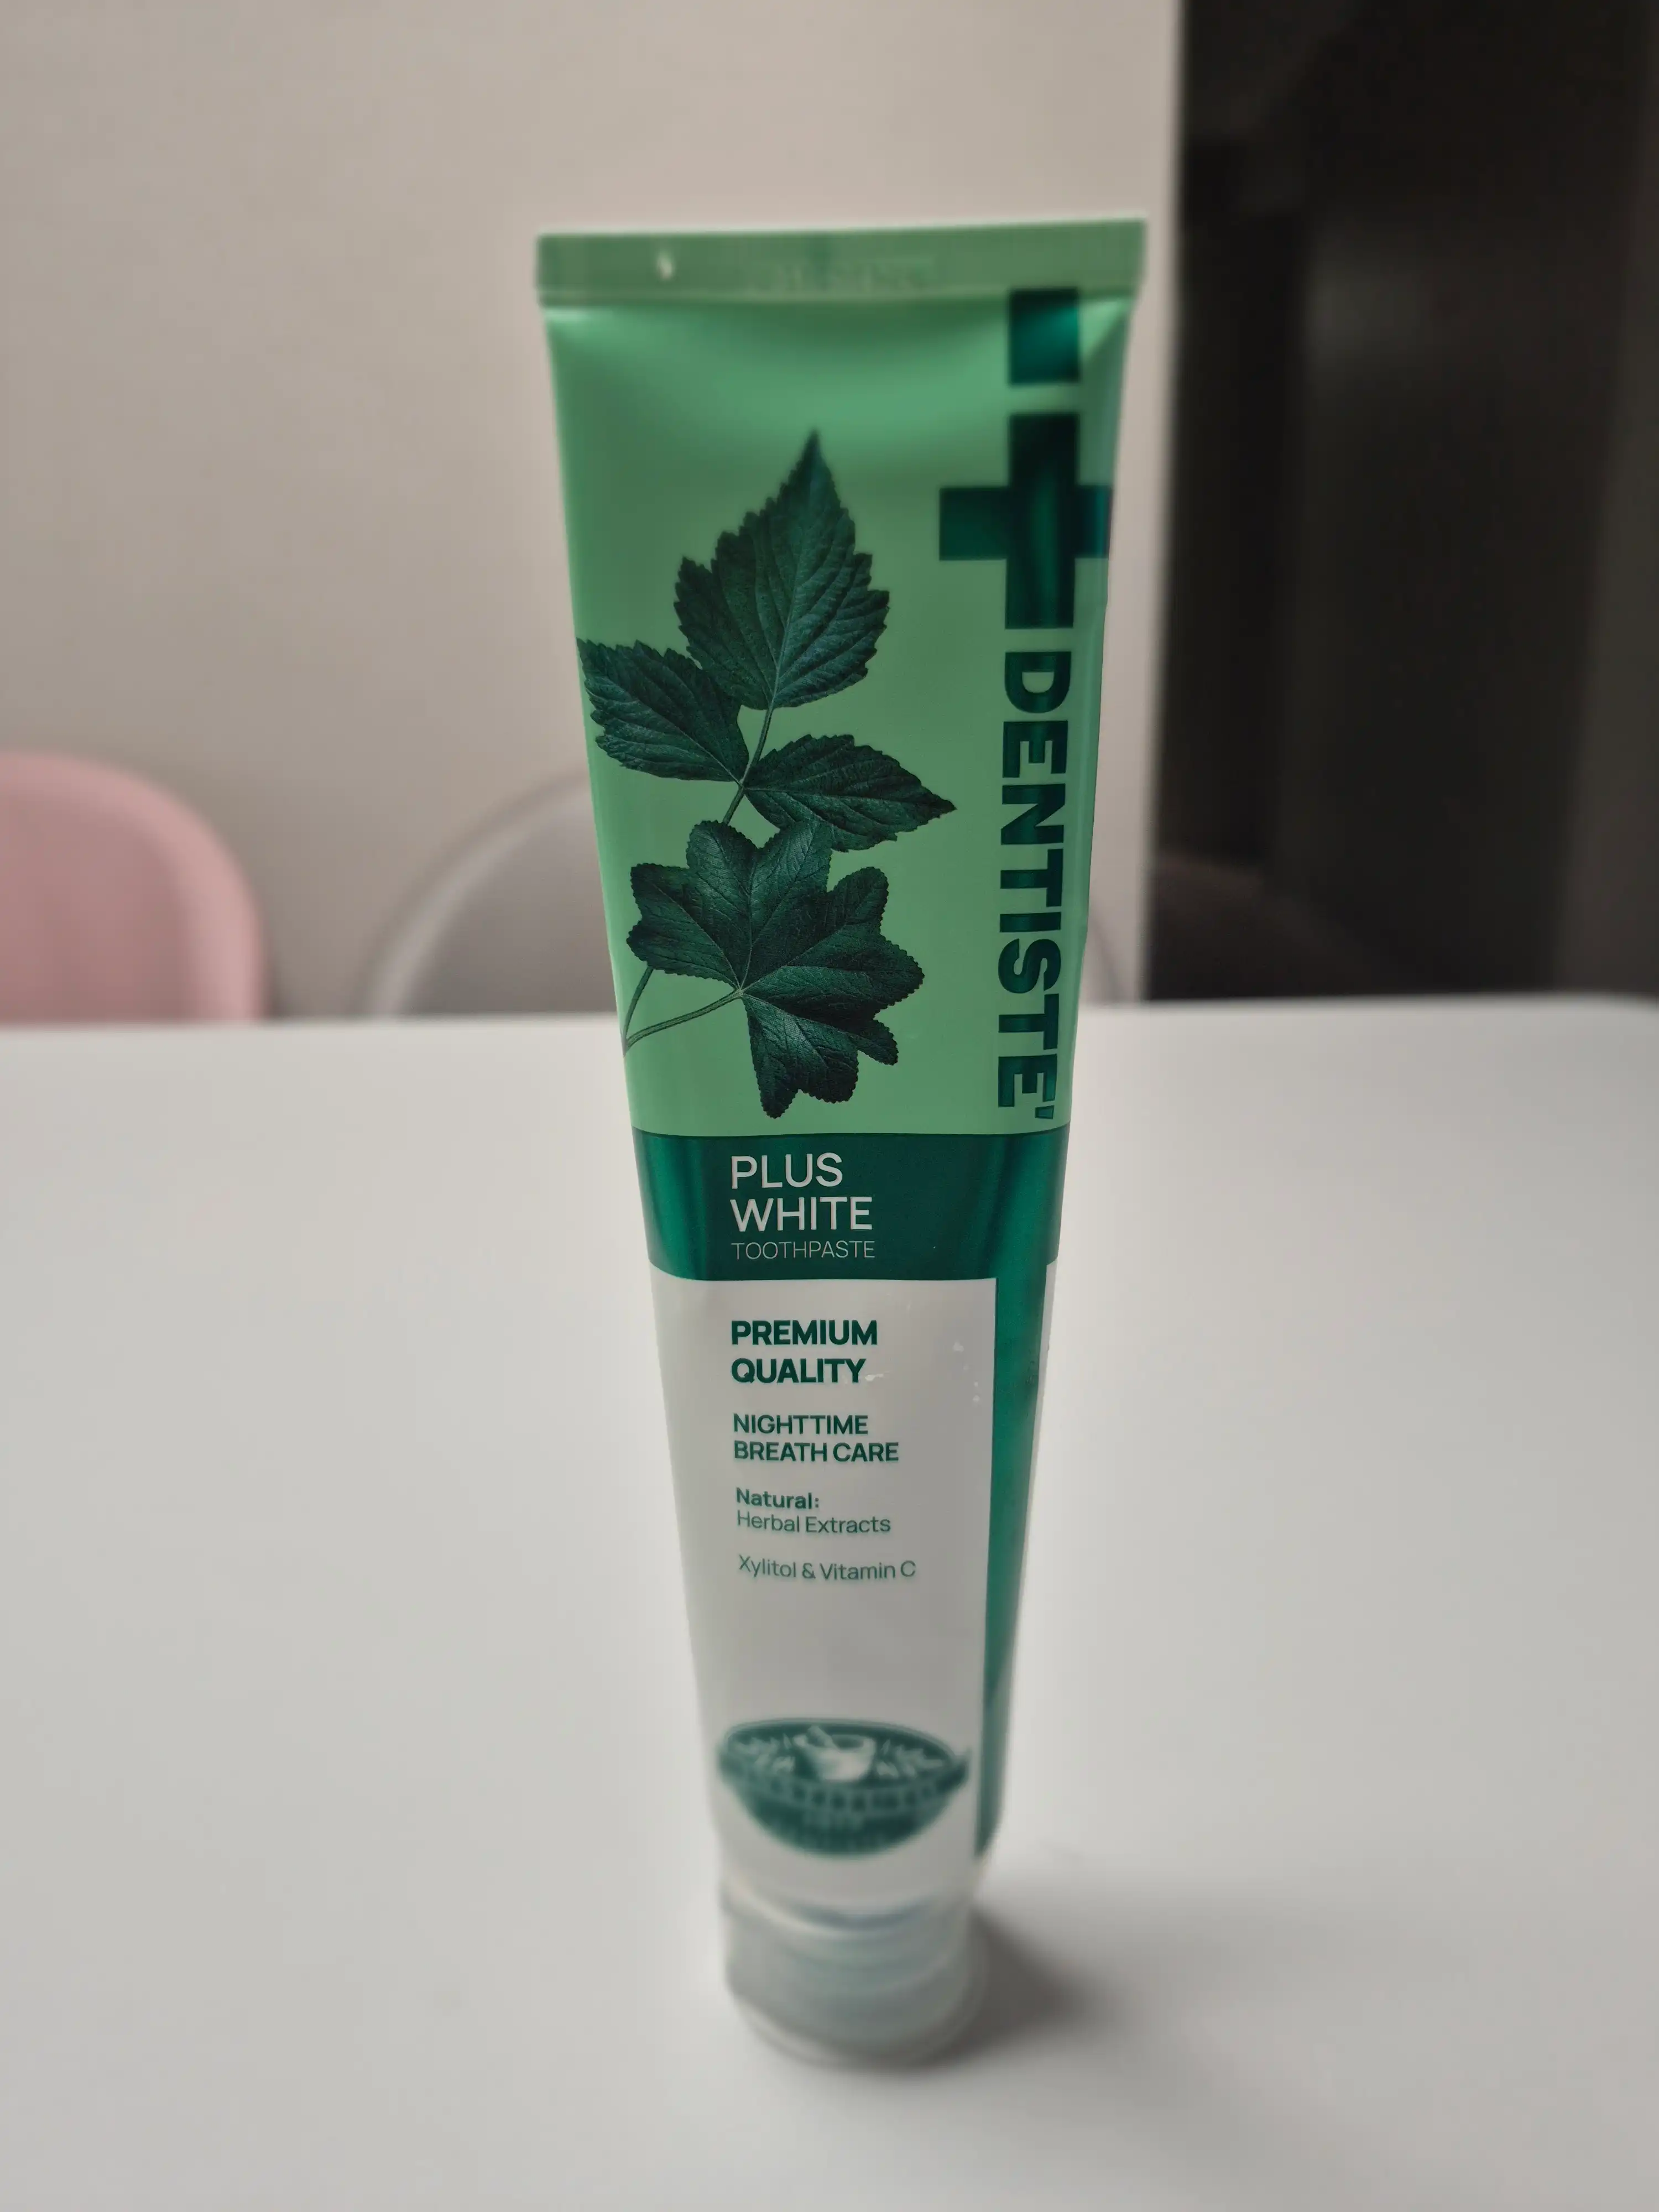 DENTISTE'
PLUS
WHITE
TOOTHPASTE
PREMIUM
QUALITY
NIGHTTIME
BREATH CARE
Natural:
Herbal Extracts
Xylitol & Vitamin C